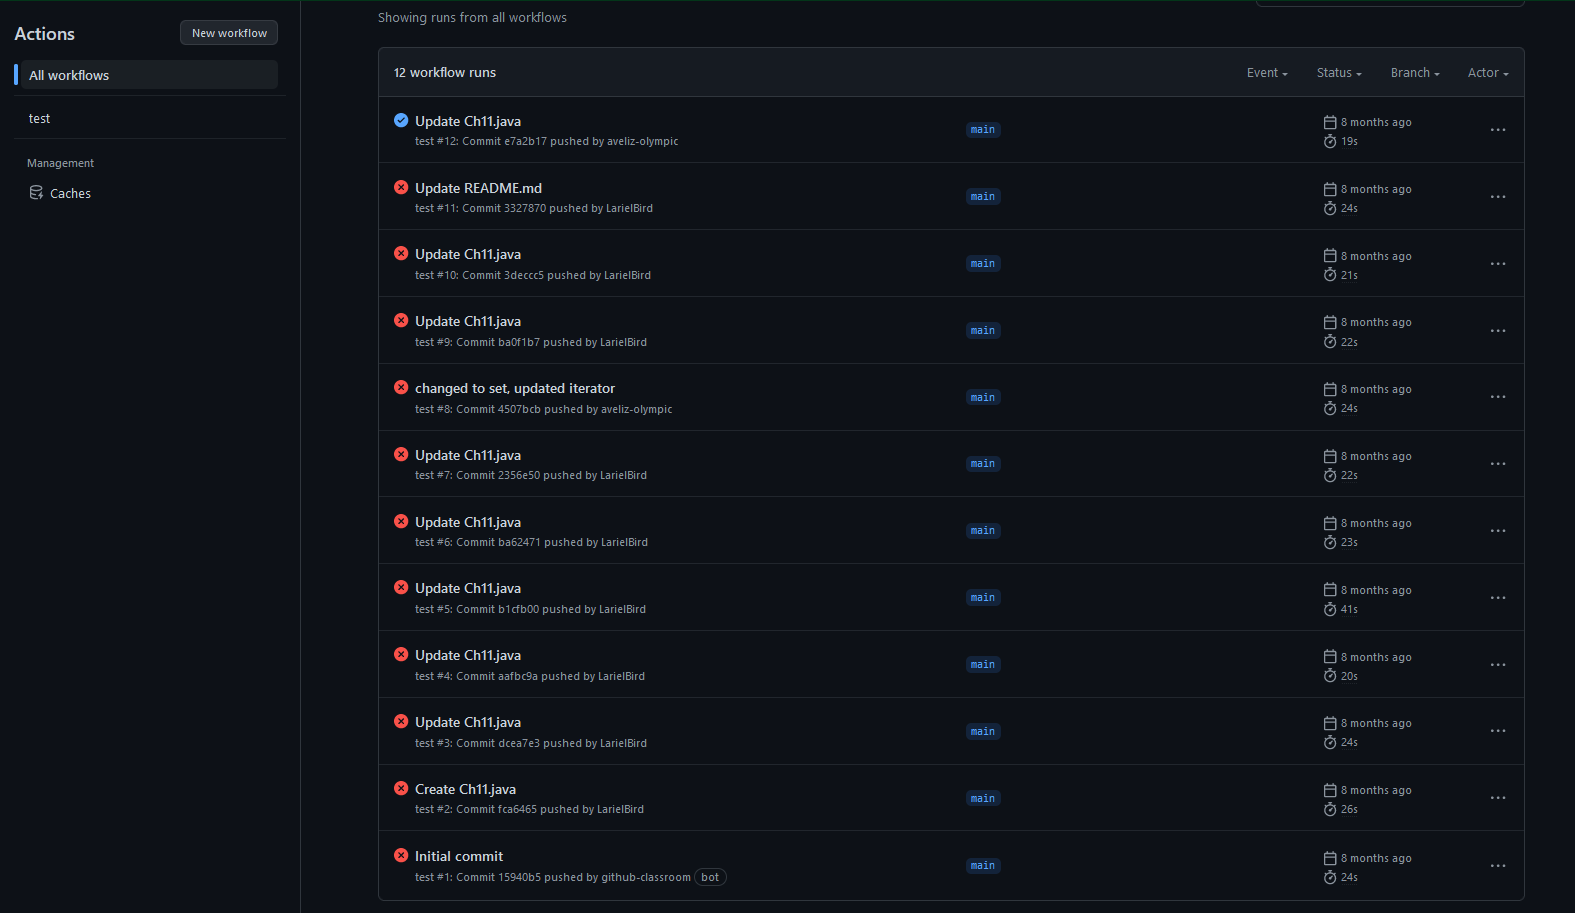 Showing runs from all workflows
Actions
New workflow
All workflows
test
Management
Caches
12 workflow runs
Event
Status
Branch
Actor
Update Ch11.java
test #12: Commit e7a2b17 pushed by aveliz-olympic
main
8 months ago
19s
Update README.md
test #11: Commit 3327870 pushed by LarielBird
main
8 months ago
24s
Update Ch11.java
test #10: Commit 3deccc5 pushed by LarielBird
main
8 months ago
21s
Update Ch11.java
test #9: Commit ba0f1b7 pushed by LarielBird
main
8 months ago
22s
changed to set, updated iterator
test #8: Commit 4507bcb pushed by aveliz-olympic
main
8 months ago
24s
Update Ch11.java
test #7: Commit 2356e50 pushed by LarielBird
main
8 months ago
22s
Update Ch11.java
test #6: Commit ba62471 pushed by LarielBird
main
8 months ago
23s
Update Ch11.java
test #5: Commit b1cfb00 pushed by LarielBird
main
8 months ago
41s
Update Ch11.java
test #4: Commit aafbc9a pushed by LarielBird
main
8 months ago
20s
Update Ch11.java
test #3: Commit dcea7e3 pushed by LarielBird
main
8 months ago
24s
Create Ch11.java
test #2: Commit fca6465 pushed by LarielBird
main
8 months ago
26s
Initial commit
test #1: Commit 15940b5 pushed by github-classroom bot
main
8 months ago
24s